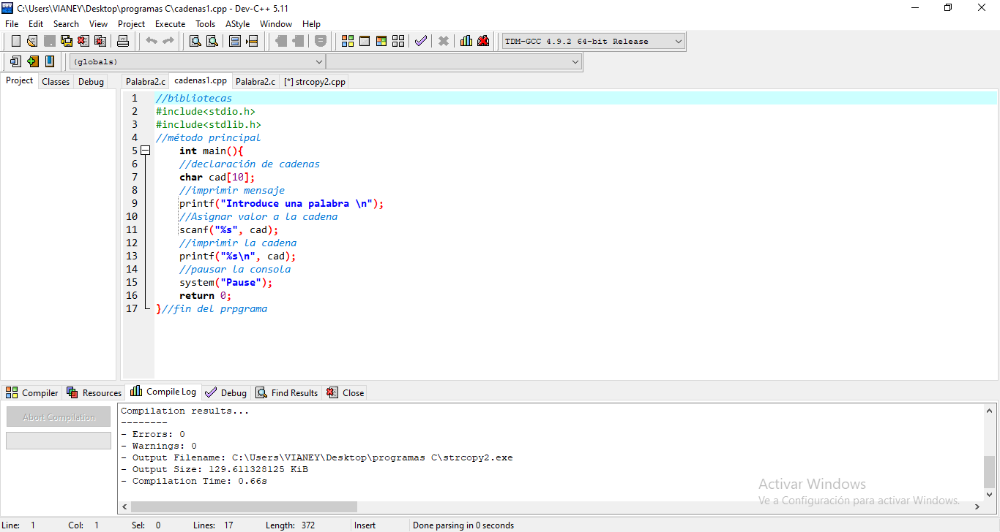 C:\Users\VIANEY\Desktop\programas C\cadenas1.cpp - Dev-C++ 5.11
File Edit Search View Project Execute Tools AStyle Window Help
TDM-GCC 4.9.2 64-bit Release
(globals)
Project Classes Debug
Palabra2.c cadenas1.cpp Palabra2.c [*] strcopy2.cpp
1 //bibliotecas
2 #include<stdio.h>
3 #include<stdlib.h>
4 //método principal
5 int main(){
6 //declaración de cadenas
7 char cad[10];
8 //imprimir mensaje
9 printf("Introduce una palabra \n");
10 //Asignar valor a la cadena
11 scanf("%s", cad);
12 //imprimir la cadena
13 printf("%s\n", cad);
14 //pausar la consola
15 system("Pause");
16 return 0;
17 }//fin del prpgrama
Compiler Resources Compile Log Debug Find Results Close
Abort Compilation
Compilation results...
--------
- Errors: 0
- Warnings: 0
- Output Filename: C:\Users\VIANEY\Desktop\programas C\strcopy2.exe
- Output Size: 129.611328125 KiB
- Compilation Time: 0.66s
Activar Windows
Ve a Configuración para activar Windows.
Line: 1 Col: 1 Sel: 0 Lines: 17 Length: 372 Insert Done parsing in 0 seconds